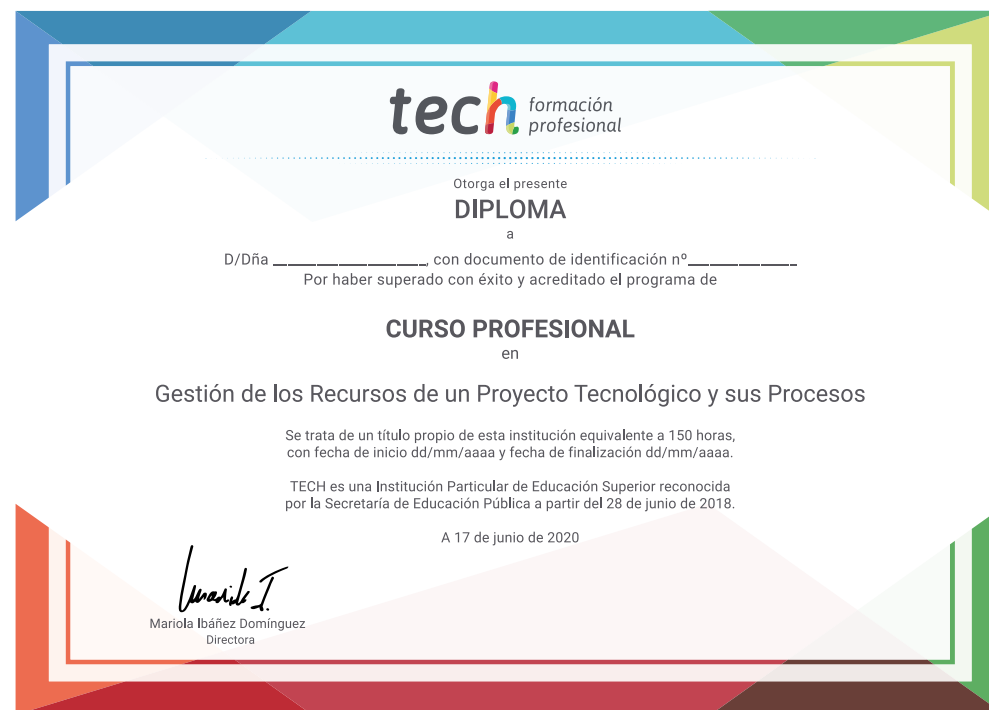 tech formación
profesional
Otorga el presente
DIPLOMA
a
D/Dña ____________________, con documento de identificación nº______________
Por haber superado con éxito y acreditado el programa de
CURSO PROFESIONAL
en
Gestión de los Recursos de un Proyecto Tecnológico y sus Procesos
Se trata de un título propio de esta institución equivalente a 150 horas,
con fecha de inicio dd/mm/aaaa y fecha de finalización dd/mm/aaaa.
TECH es una Institución Particular de Educación Superior reconocida
por la Secretaría de Educación Pública a partir del 28 de junio de 2018.
A 17 de junio de 2020
Mariola Ibáñez Domínguez
Directora